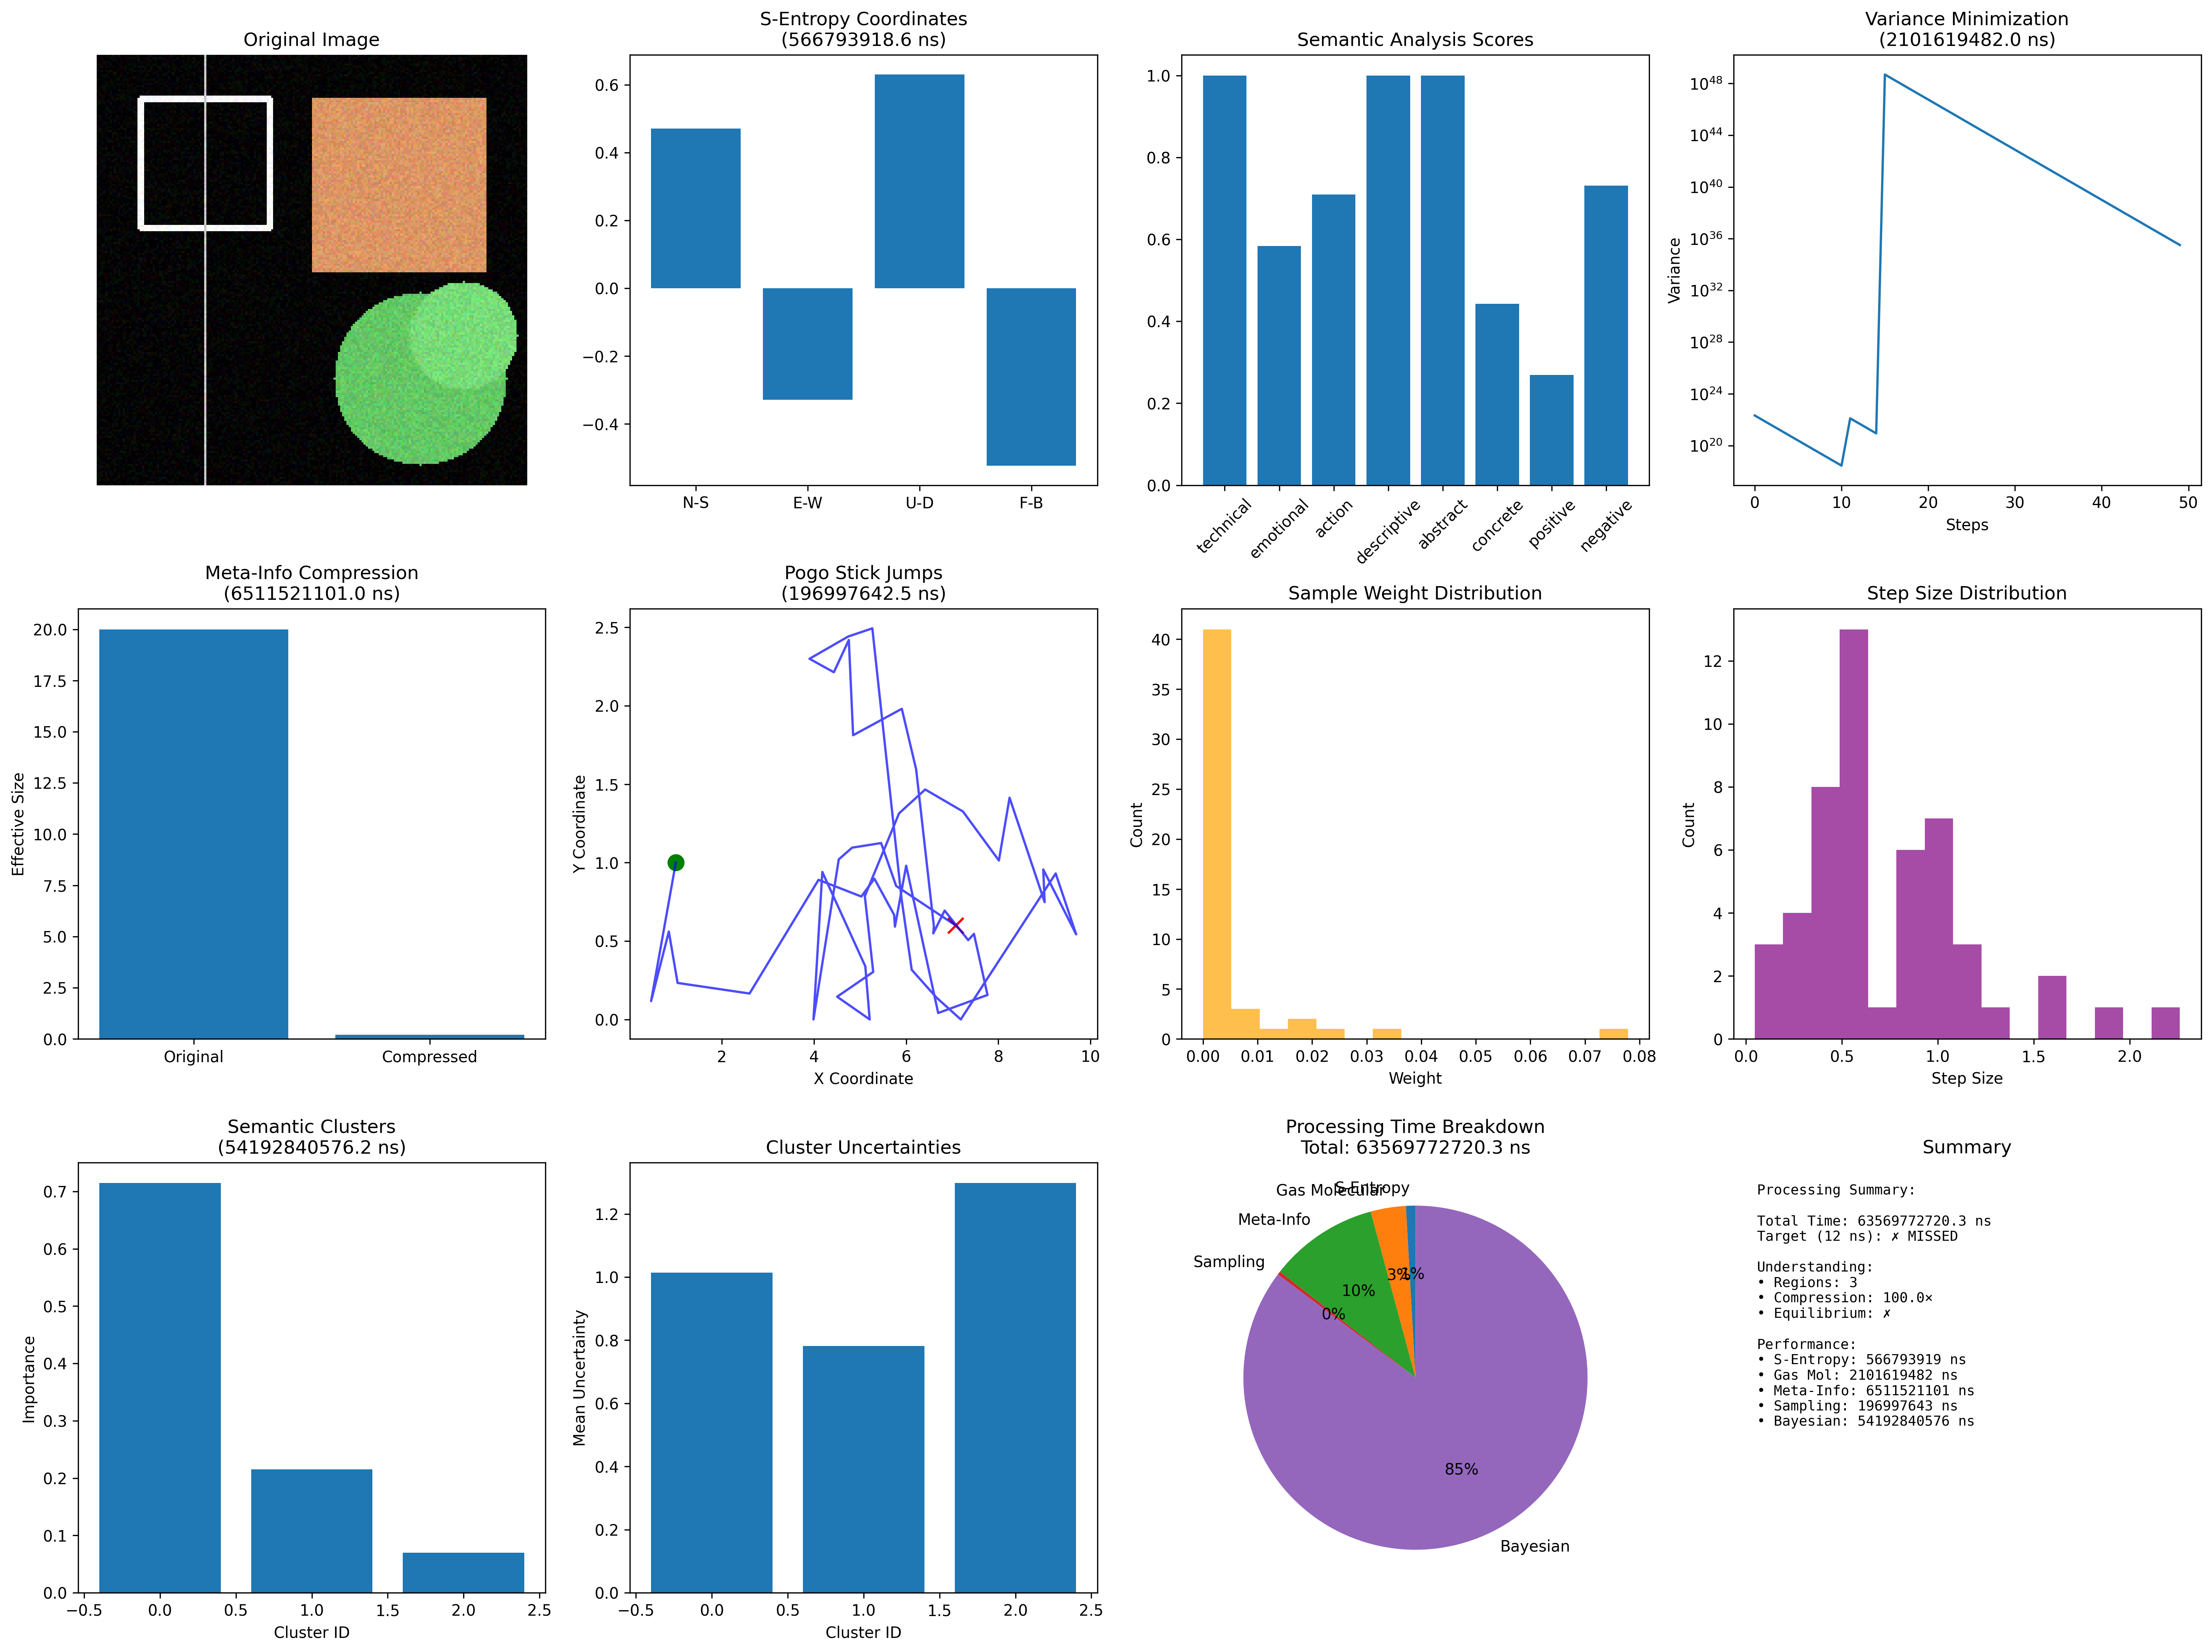 Original Image
S-Entropy Coordinates
(566793918.6 ns)
0.6
0.4
0.2
0.0
−0.2
−0.4
N-S E-W U-D F-B
Semantic Analysis Scores
1.0
0.8
0.6
0.4
0.2
0.0
technical emotional action descriptive abstract concrete positive negative
Variance Minimization
(2101619482.0 ns)
Variance
10^48
10^44
10^40
10^36
10^32
10^28
10^24
10^20
0 10 20 30 40 50
Steps
Meta-Info Compression
(6511521101.0 ns)
Effective Size
20.0
17.5
15.0
12.5
10.0
7.5
5.0
2.5
0.0
Original Compressed
Pogo Stick Jumps
(196997642.5 ns)
Y Coordinate
2.5
2.0
1.5
1.0
0.5
0.0
2 4 6 8 10
X Coordinate
Sample Weight Distribution
Count
40
35
30
25
20
15
10
5
0
0.00 0.01 0.02 0.03 0.04 0.05 0.06 0.07 0.08
Weight
Step Size Distribution
Count
12
10
8
6
4
2
0
0.0 0.5 1.0 1.5 2.0
Step Size
Semantic Clusters
(54192840576.2 ns)
Importance
0.7
0.6
0.5
0.4
0.3
0.2
0.1
0.0
−0.5 0.0 0.5 1.0 1.5 2.0 2.5
Cluster ID
Cluster Uncertainties
Mean Uncertainty
1.2
1.0
0.8
0.6
0.4
0.2
0.0
−0.5 0.0 0.5 1.0 1.5 2.0 2.5
Cluster ID
Processing Time Breakdown
Total: 63569772720.3 ns
S-Entropy
Gas Molecular
Meta-Info
Sampling
Bayesian
1%
3%
10%
0%
85%
Summary
Processing Summary:
Total Time: 63569772720.3 ns
Target (12 ns): ✗ MISSED
Understanding:
• Regions: 3
• Compression: 100.0×
• Equilibrium: ✗
Performance:
• S-Entropy: 566793919 ns
• Gas Mol: 2101619482 ns
• Meta-Info: 6511521101 ns
• Sampling: 196997643 ns
• Bayesian: 54192840576 ns